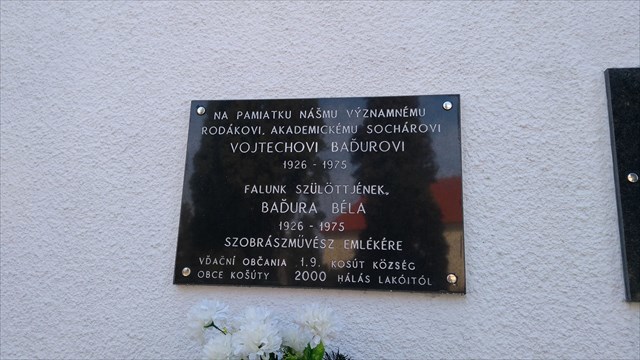 NA PAMIATKU NÁŠMU VÝZNAMNÉMU
RODÁKOVI, AKADEMICKÉMU SOCHÁROVI
VOJTECHOVI BAĎUROVI
1926 - 1975
FALUNK SZÜLÖTTJÉNEK,
BAĎURA BÉLA
1926 - 1975
SZOBRÁSZMŰVÉSZ EMLÉKÉRE
VĎAČNÍ OBČANIA 1.9. KOSÚT KÖZSÉG
OBCE KOŠÚTY 2000 HÁLÁS LAKÓITÓL